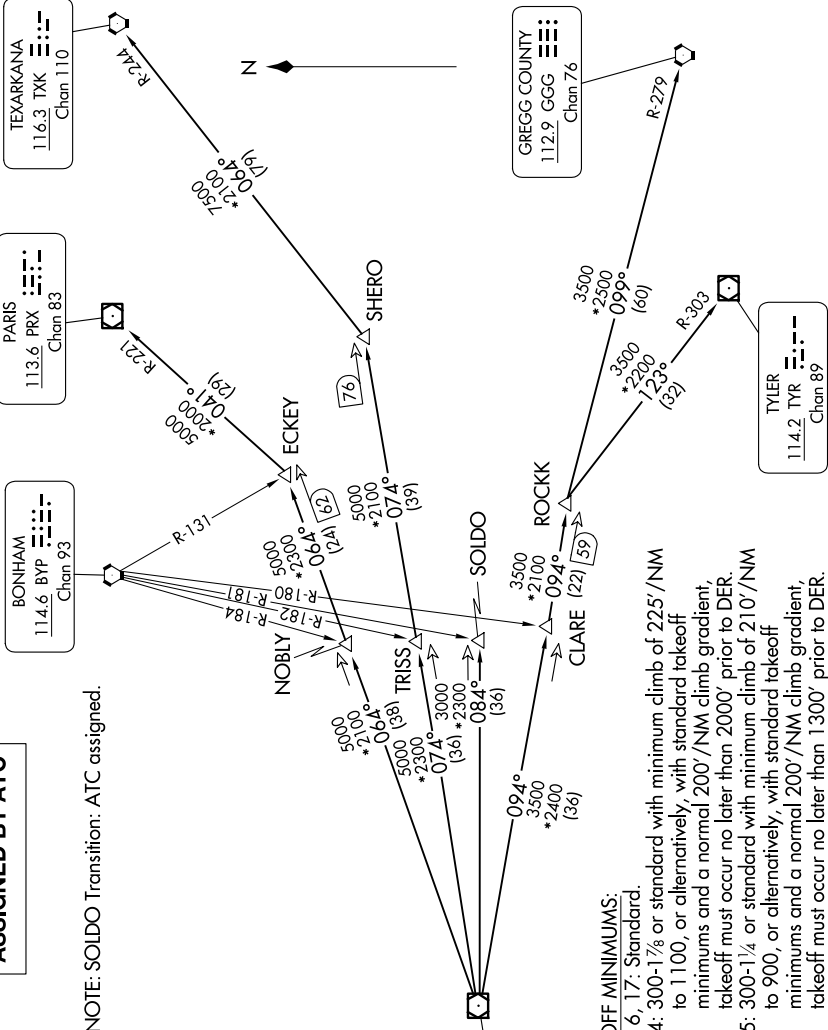 ASSIGNED BY ATC
NOTE: SOLDO Transition: ATC assigned.
BONHAM
114.6 BYP
Chan 93
PARIS
113.6 PRX
Chan 83
TEXARKANA
116.3 TXK
Chan 110
GREGG COUNTY
112.9 GGG
Chan 76
TYLER
114.2 TYR
Chan 89
N
R-244
7500
*2100
064°
(79)
R-221
5000
*2000
041°
(29)
R-131
R-184
R-181
R-182
R-180
NOBLY
ECKEY
SHERO
TRISS
SOLDO
CLARE
ROCKK
5000
*2300
064°
(24)
62
76
5000
*2100
074°
(39)
5000
*2100
064°
(38)
5000
*2300
074°
(36)
3000
*2300
084°
(36)
094°
3500
*2400
(36)
3500
*2100
094°
(22)
59
3500
*2500
099°
(60)
R-279
3500
*2200
123°
(32)
R-303
OFF MINIMUMS:
6, 17: Standard.
4: 300-1⅞ or standard with minimum climb of 225'/NM
to 1100, or alternatively, with standard takeoff
minimums and a normal 200'/NM climb gradient,
takeoff must occur no later than 2000' prior to DER.
5: 300-1¼ or standard with minimum climb of 210'/NM
to 900, or alternatively, with standard takeoff
minimums and a normal 200'/NM climb gradient,
takeoff must occur no later than 1300' prior to DER.